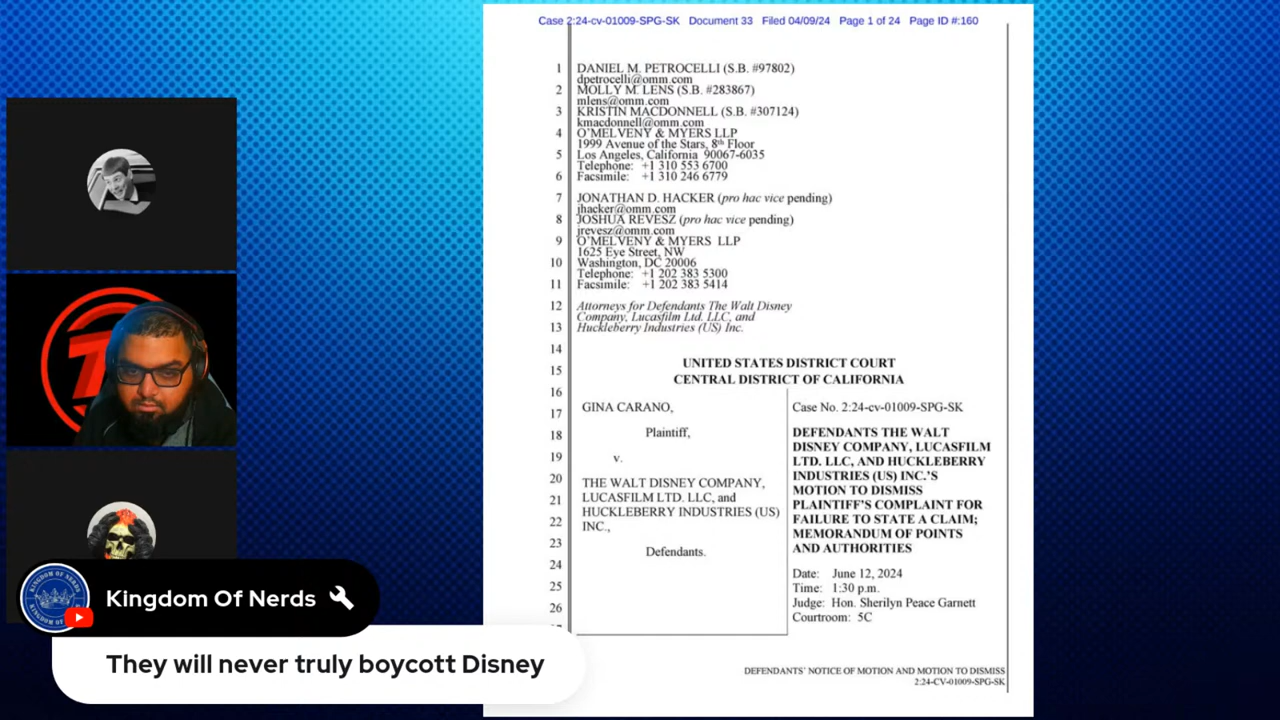 Case 2:24-cv-01009-SPG-SK Document 33 Filed 04/09/24 Page 1 of 24 Page ID #:160
1 DANIEL M. PETROCELLI (S.B. #97802)
dpetrocelli@omm.com
2 MOLLY M. LENS (S.B. #283867)
mlens@omm.com
3 KRISTIN MACDONNELL (S.B. #307124)
kmacdonnell@omm.com
4 O'MELVENY & MYERS LLP
1999 Avenue of the Stars, 8th Floor
5 Los Angeles, California 90067-6035
Telephone: +1 310 553 6700
6 Facsimile: +1 310 246 6779
7 JONATHAN D. HACKER (pro hac vice pending)
jhacker@omm.com
8 JOSHUA REVESZ (pro hac vice pending)
jrevesz@omm.com
9 O'MELVENY & MYERS LLP
1625 Eye Street, NW
10 Washington, DC 20006
Telephone: +1 202 383 5300
11 Facsimile: +1 202 383 5414
12 Attorneys for Defendants The Walt Disney
Company, Lucasfilm Ltd. LLC, and
13 Huckleberry Industries (US) Inc.
14
15 UNITED STATES DISTRICT COURT
CENTRAL DISTRICT OF CALIFORNIA
16
17 GINA CARANO,
18 Plaintiff,
19 v.
20 THE WALT DISNEY COMPANY,
21 LUCASFILM LTD. LLC, and
22 HUCKLEBERRY INDUSTRIES (US)
INC.,
23 Defendants.
24
25
26
Case No. 2:24-cv-01009-SPG-SK
DEFENDANTS THE WALT
DISNEY COMPANY, LUCASFILM
LTD. LLC, AND HUCKLEBERRY
INDUSTRIES (US) INC.'S
MOTION TO DISMISS
PLAINTIFF'S COMPLAINT FOR
FAILURE TO STATE A CLAIM;
MEMORANDUM OF POINTS
AND AUTHORITIES
Date: June 12, 2024
Time: 1:30 p.m.
Judge: Hon. Sherilyn Peace Garnett
Courtroom: 5C
DEFENDANTS' NOTICE OF MOTION AND MOTION TO DISMISS
2:24-CV-01009-SPG-SK
Kingdom Of Nerds
They will never truly boycott Disney